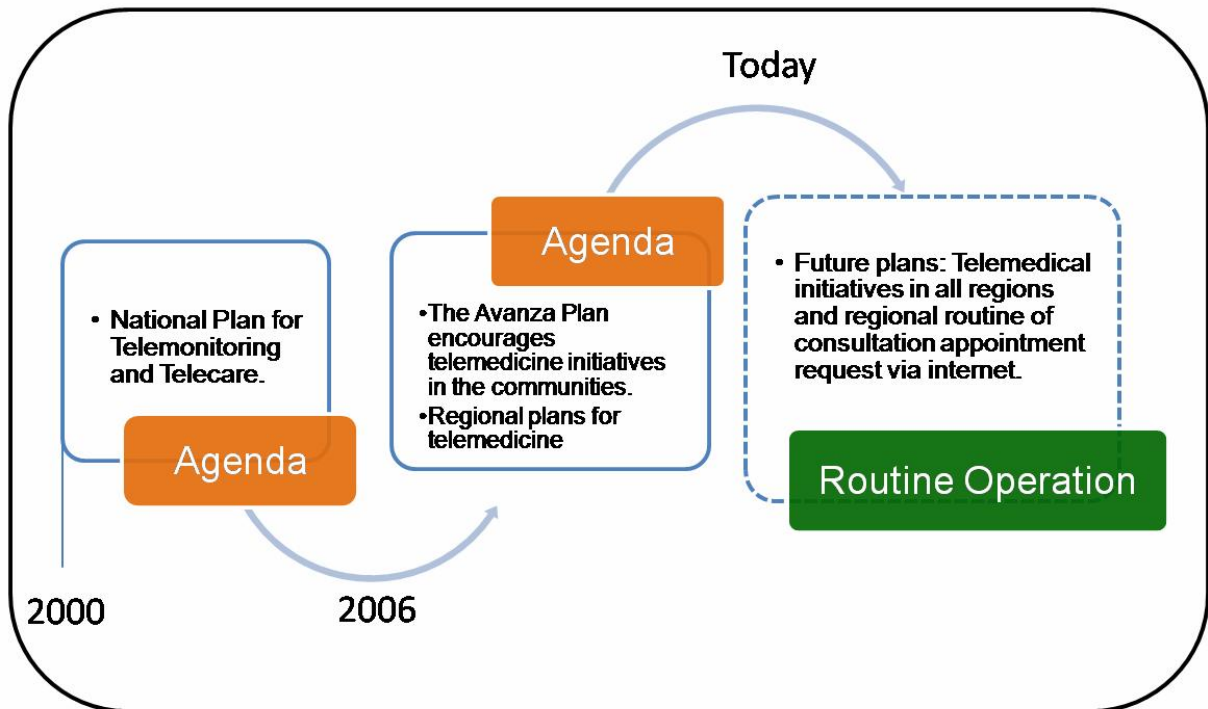 Today
Agenda
• National Plan for
Telemonitoring
and Telecare.
Agenda
•The Avanza Plan
encourages
telemedicine initiatives
in the communities.
•Regional plans for
telemedicine
• Future plans: Telemedical
initiatives in all regions
and regional routine of
consultation appointment
request via internet.
Routine Operation
2000
2006